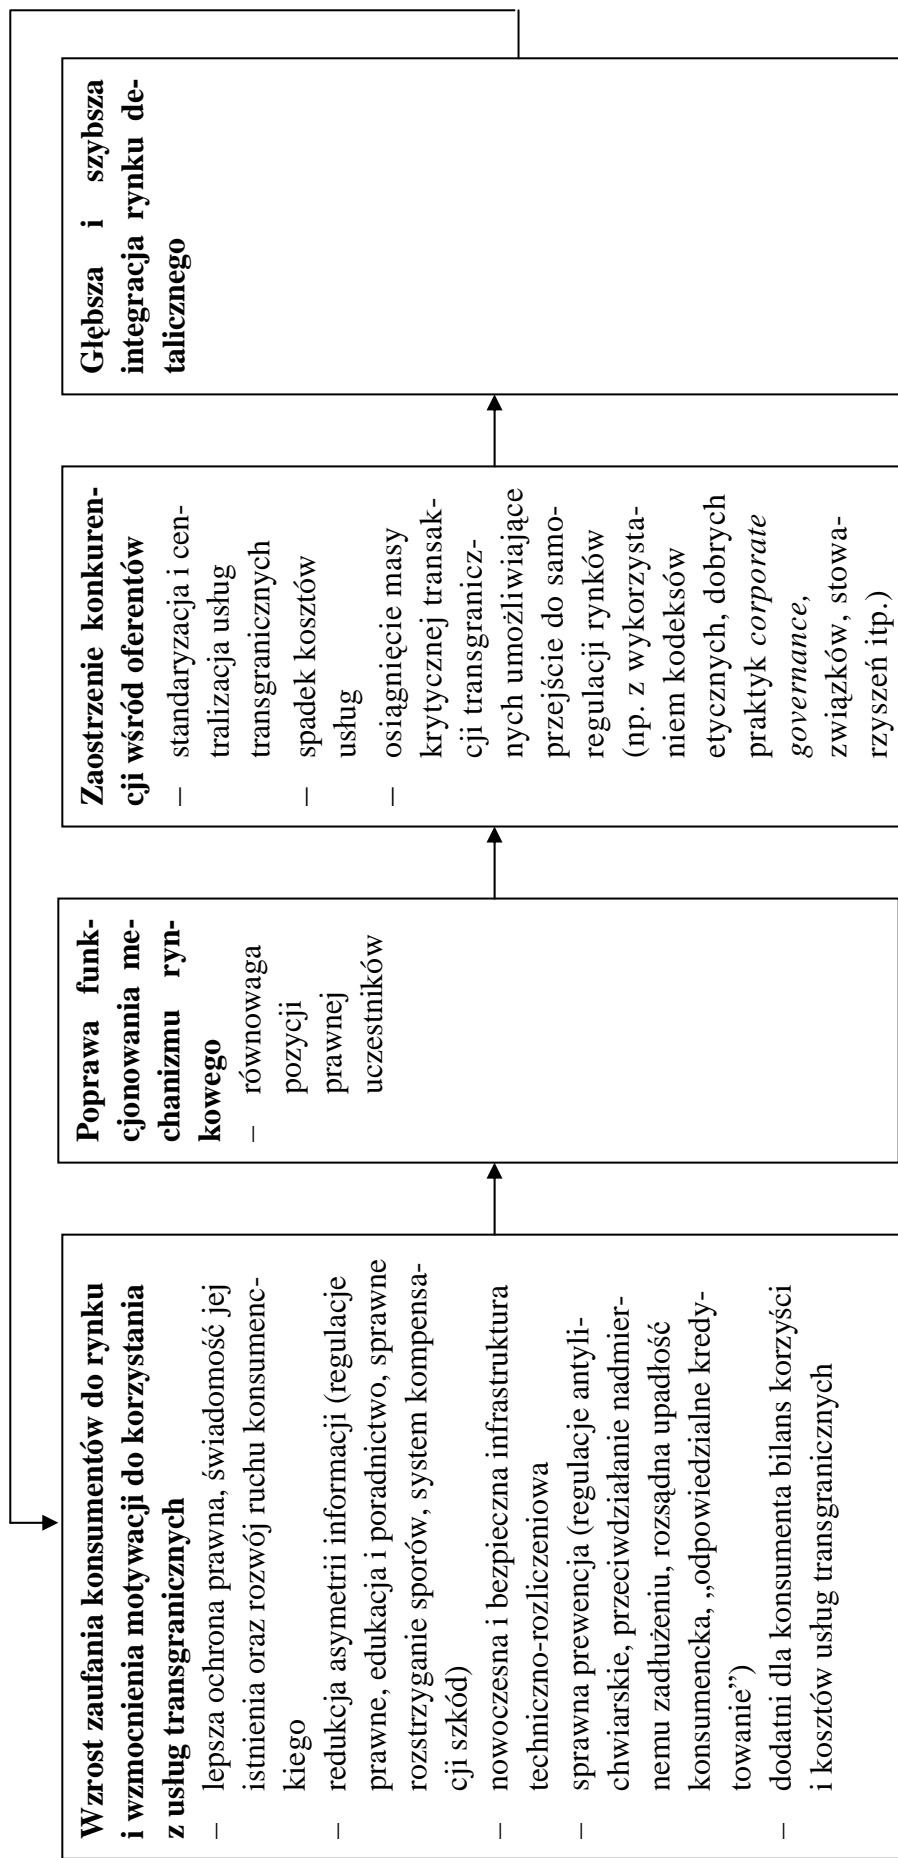 Wzrost zaufania konsumentów do rynku
i wzmocnienia motywacji do korzystania
z usług transgranicznych
– lepsza ochrona prawna, świadomość jej
istnienia oraz rozwój ruchu konsumenc-
kiego
– redukcja asymetrii informacji (regulacje
prawne, edukacja i poradnictwo, sprawne
rozstrzyganie sporów, system kompensa-
cji szkód)
– nowoczesna i bezpieczna infrastruktura
techniczno-rozliczeniowa
– sprawna prewencja (regulacje antyli-
chwiarskie, przeciwdziałanie nadmier-
nemu zadłużeniu, rozsądna upadłość
konsumencka, „odpowiedzialne kredy-
towanie”)
– dodatni dla konsumenta bilans korzyści
i kosztów usług transgranicznych
Poprawa funk-
cjonowania me-
chanizmu ryn-
kowego
– równowaga
pozycji
prawnej
uczestników
Zaostrzenie konkuren-
cji wśród oferentów
– standaryzacja i cen-
tralizacja usług
transgranicznych
– spadek kosztów
usług
– osiągnięcie masy
krytycznej transak-
cji transgranicz-
nych umożliwiające
przejście do samo-
regulacji rynków
(np. z wykorzysta-
niem kodeksów
etycznych, dobrych
praktyk corporate
governance,
związków, stowa-
rzyszeń itp.)
Głębsza i szybsza
integracja rynku de-
talicznego